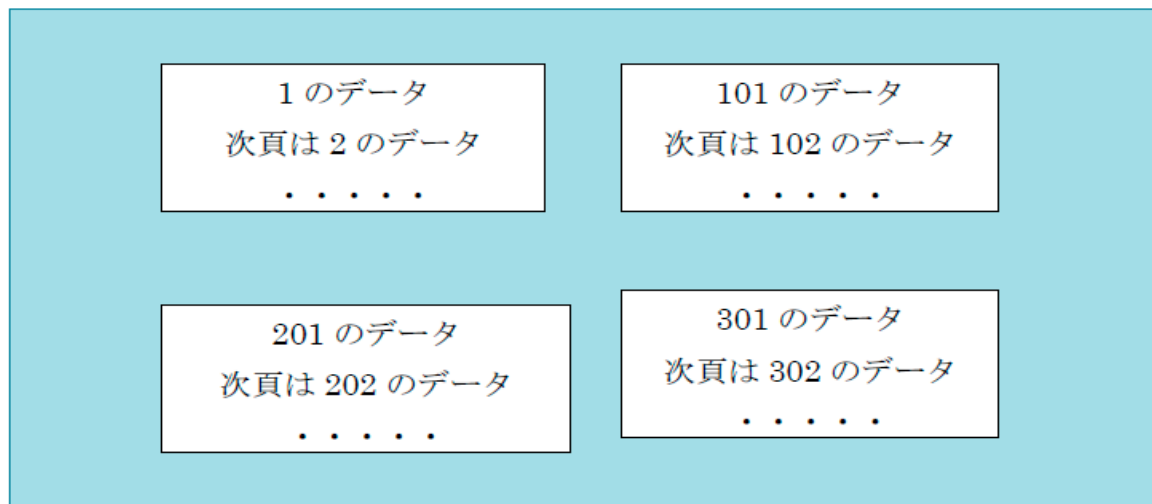 1 のデータ
次頁は 2 のデータ
・・・・・
101 のデータ
次頁は 102 のデータ
・・・・・
201 のデータ
次頁は 202 のデータ
・・・・・
301 のデータ
次頁は 302 のデータ
・・・・・